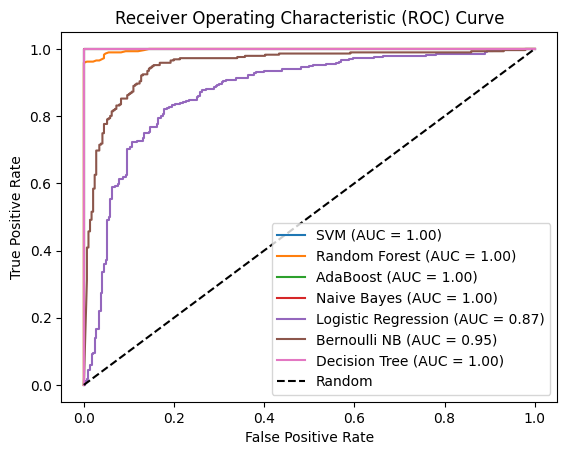 Receiver Operating Characteristic (ROC) Curve
True Positive Rate
1.0
0.8
0.6
0.4
0.2
0.0
SVM (AUC = 1.00)
Random Forest (AUC = 1.00)
AdaBoost (AUC = 1.00)
Naive Bayes (AUC = 1.00)
Logistic Regression (AUC = 0.87)
Bernoulli NB (AUC = 0.95)
Decision Tree (AUC = 1.00)
Random
0.0 0.2 0.4 0.6 0.8 1.0
False Positive Rate